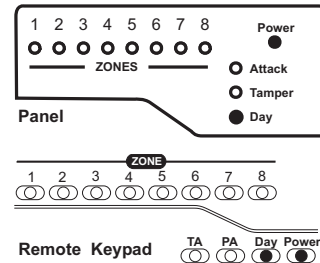 1 2 3 4 5 6 7 8
Power
ZONES
Attack
Tamper
Panel
Day
ZONE
1 2 3 4 5 6 7 8
Remote Keypad
TA PA Day Power